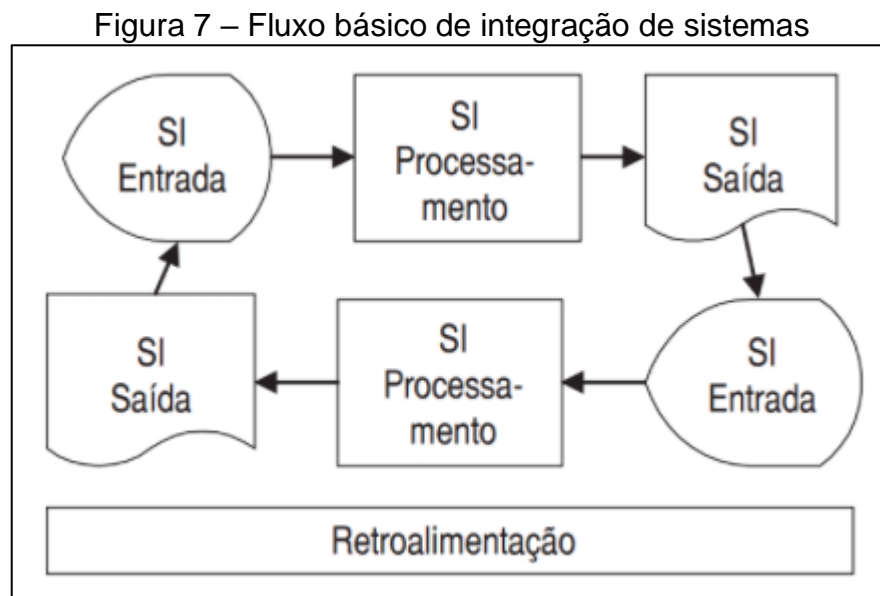 Figura 7 – Fluxo básico de integração de sistemas
SI
Entrada
SI
Processa-
mento
SI
Saída
SI
Saída
SI
Processa-
mento
SI
Entrada
Retroalimentação